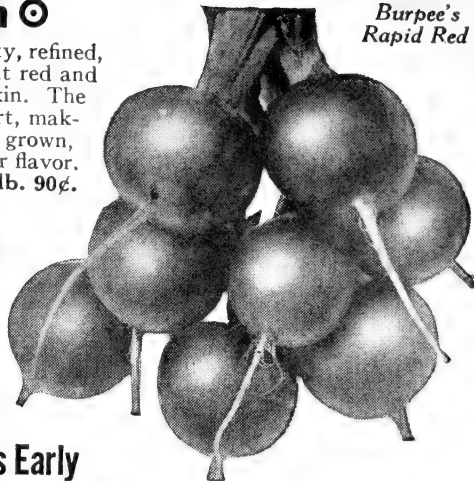 n ⊙
Burpee's
Rapid Red
y, refined,
t red and
kin. The
rt, mak-
grown,
r flavor.
lb. 90¢.
s Early